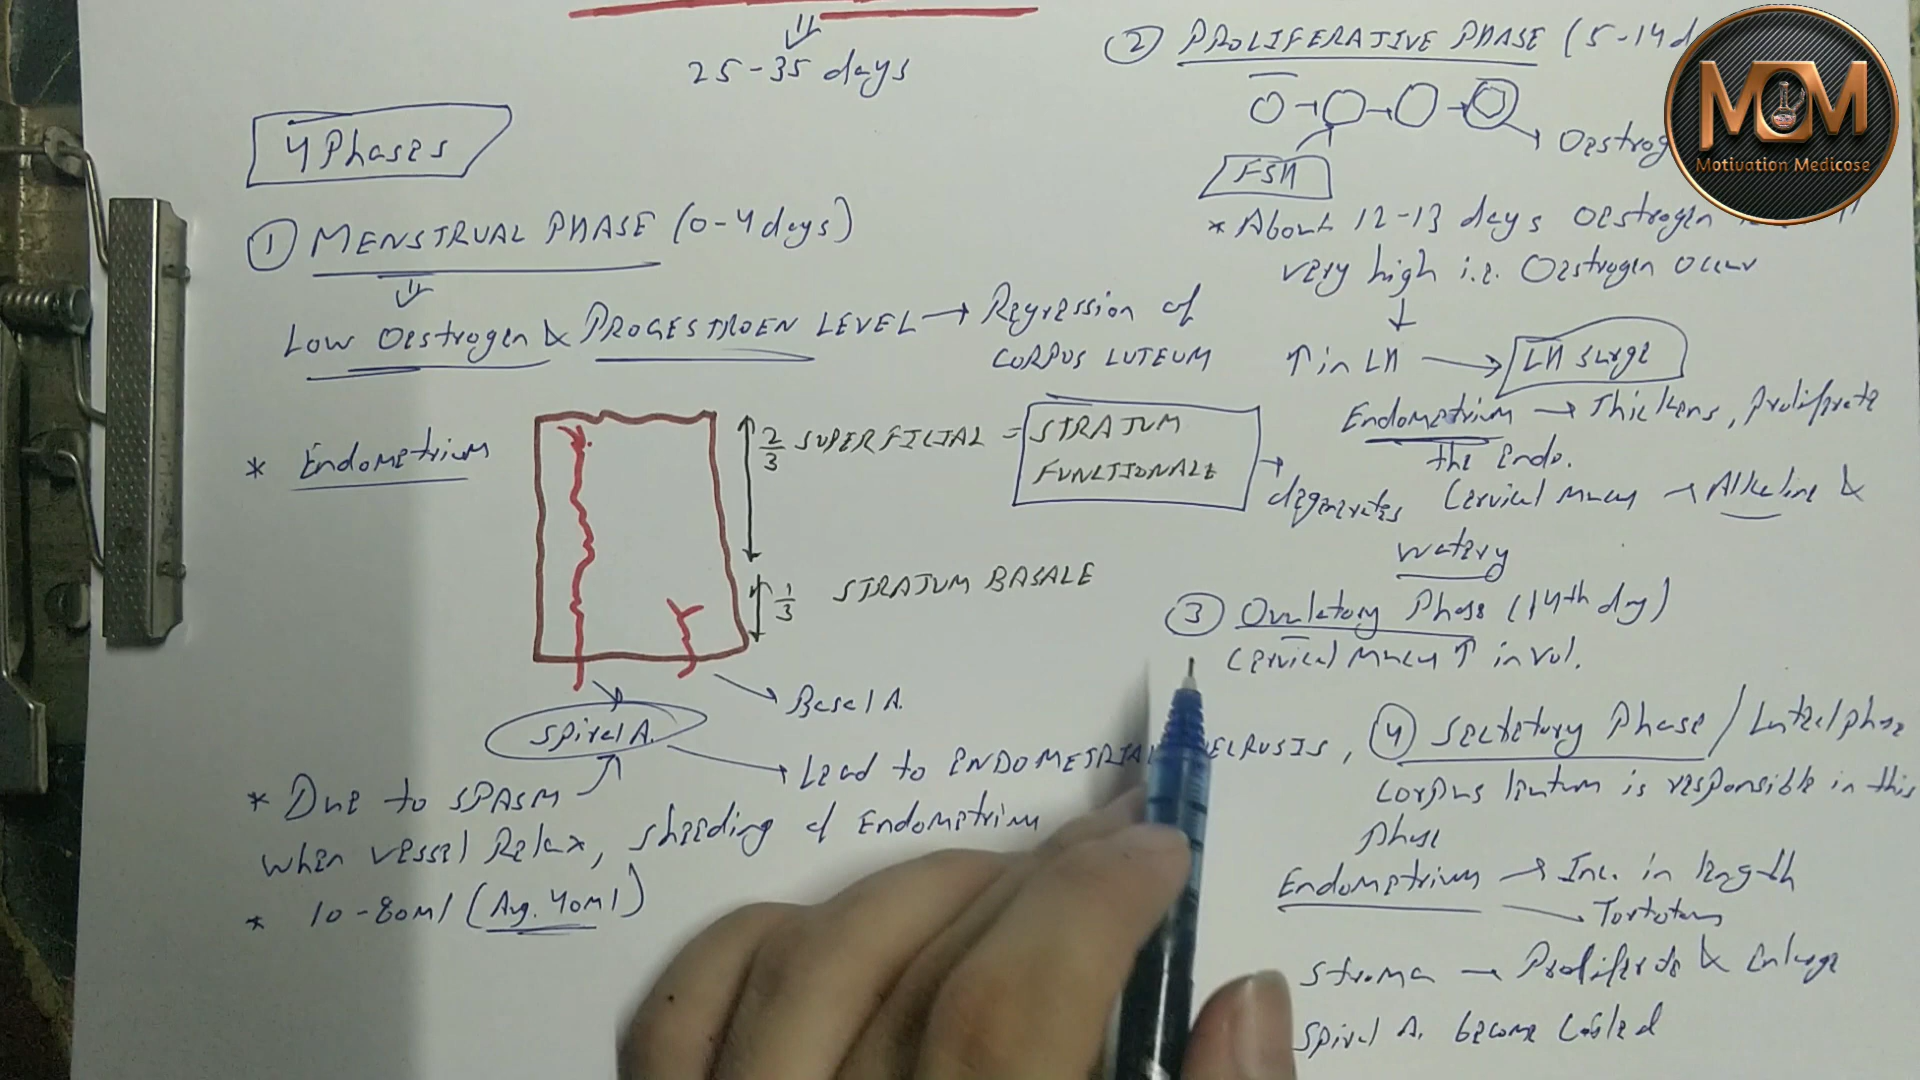 25-35 days
4 Phases
① MENSTRUAL PHASE (0-4 days)
Low Oestrogen & PROGESTROEN LEVEL → Regression of
CORPUS LUTEUM
* Endometrium
2/3 SUPERFICIAL = STRATUM
FUNCTIONALE
→ degenerates
1/3 STRATUM BASALE
Basal A.
Spiral A.
Lead to ENDOMETRIAL
* Due to SPASM
when vessel Relax, shedding of Endometrium
* 10-80ml (Avg. 40ml)
② PROLIFERATIVE PHASE (5-14 d
FSH
Oestrog
* About 12-13 days Oestrogen
very high i.e. Oestrogen occur
↑ in LH → LH surge
Endometrium → Thickens, Proliferate
the Endo.
Cervical mucus → Alkaline &
watery
③ Ovulatory Phase (14th day)
Cervical mucus ↑ in vol.
④ Secretory Phase / Luteal phase
Corpus leutum is responsible in this
Phase
Endometrium → Inc. in length
Stroma → Proliferate & Enlarge
Spiral A. become Coiled
MOM
Motivation Medicose